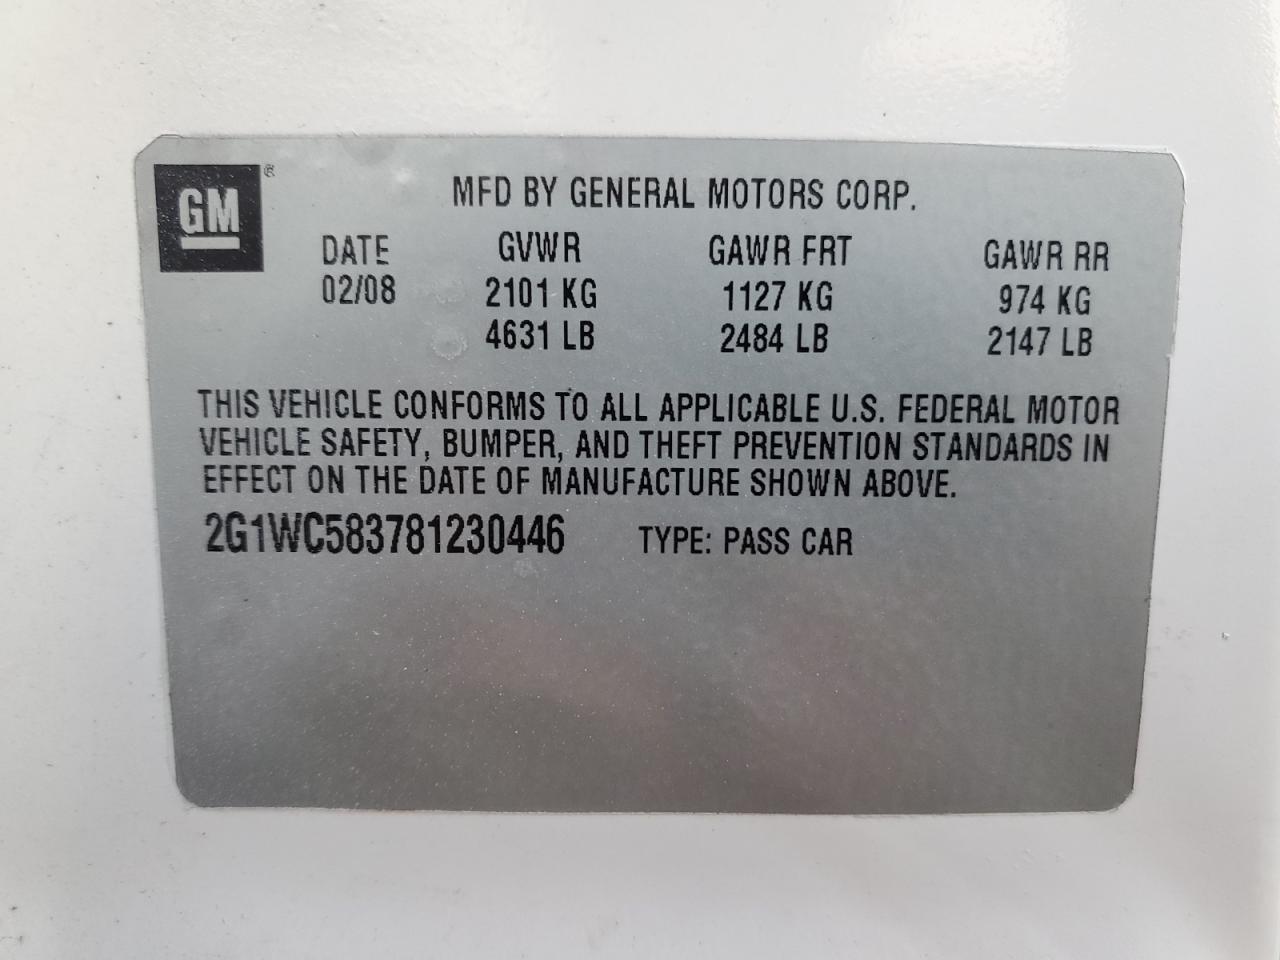 GM ®
MFD BY GENERAL MOTORS CORP.
DATE GVWR GAWR FRT GAWR RR
02/08 2101 KG 1127 KG 974 KG
4631 LB 2484 LB 2147 LB
THIS VEHICLE CONFORMS TO ALL APPLICABLE U.S. FEDERAL MOTOR
VEHICLE SAFETY, BUMPER, AND THEFT PREVENTION STANDARDS IN
EFFECT ON THE DATE OF MANUFACTURE SHOWN ABOVE.
2G1WC583781230446 TYPE: PASS CAR